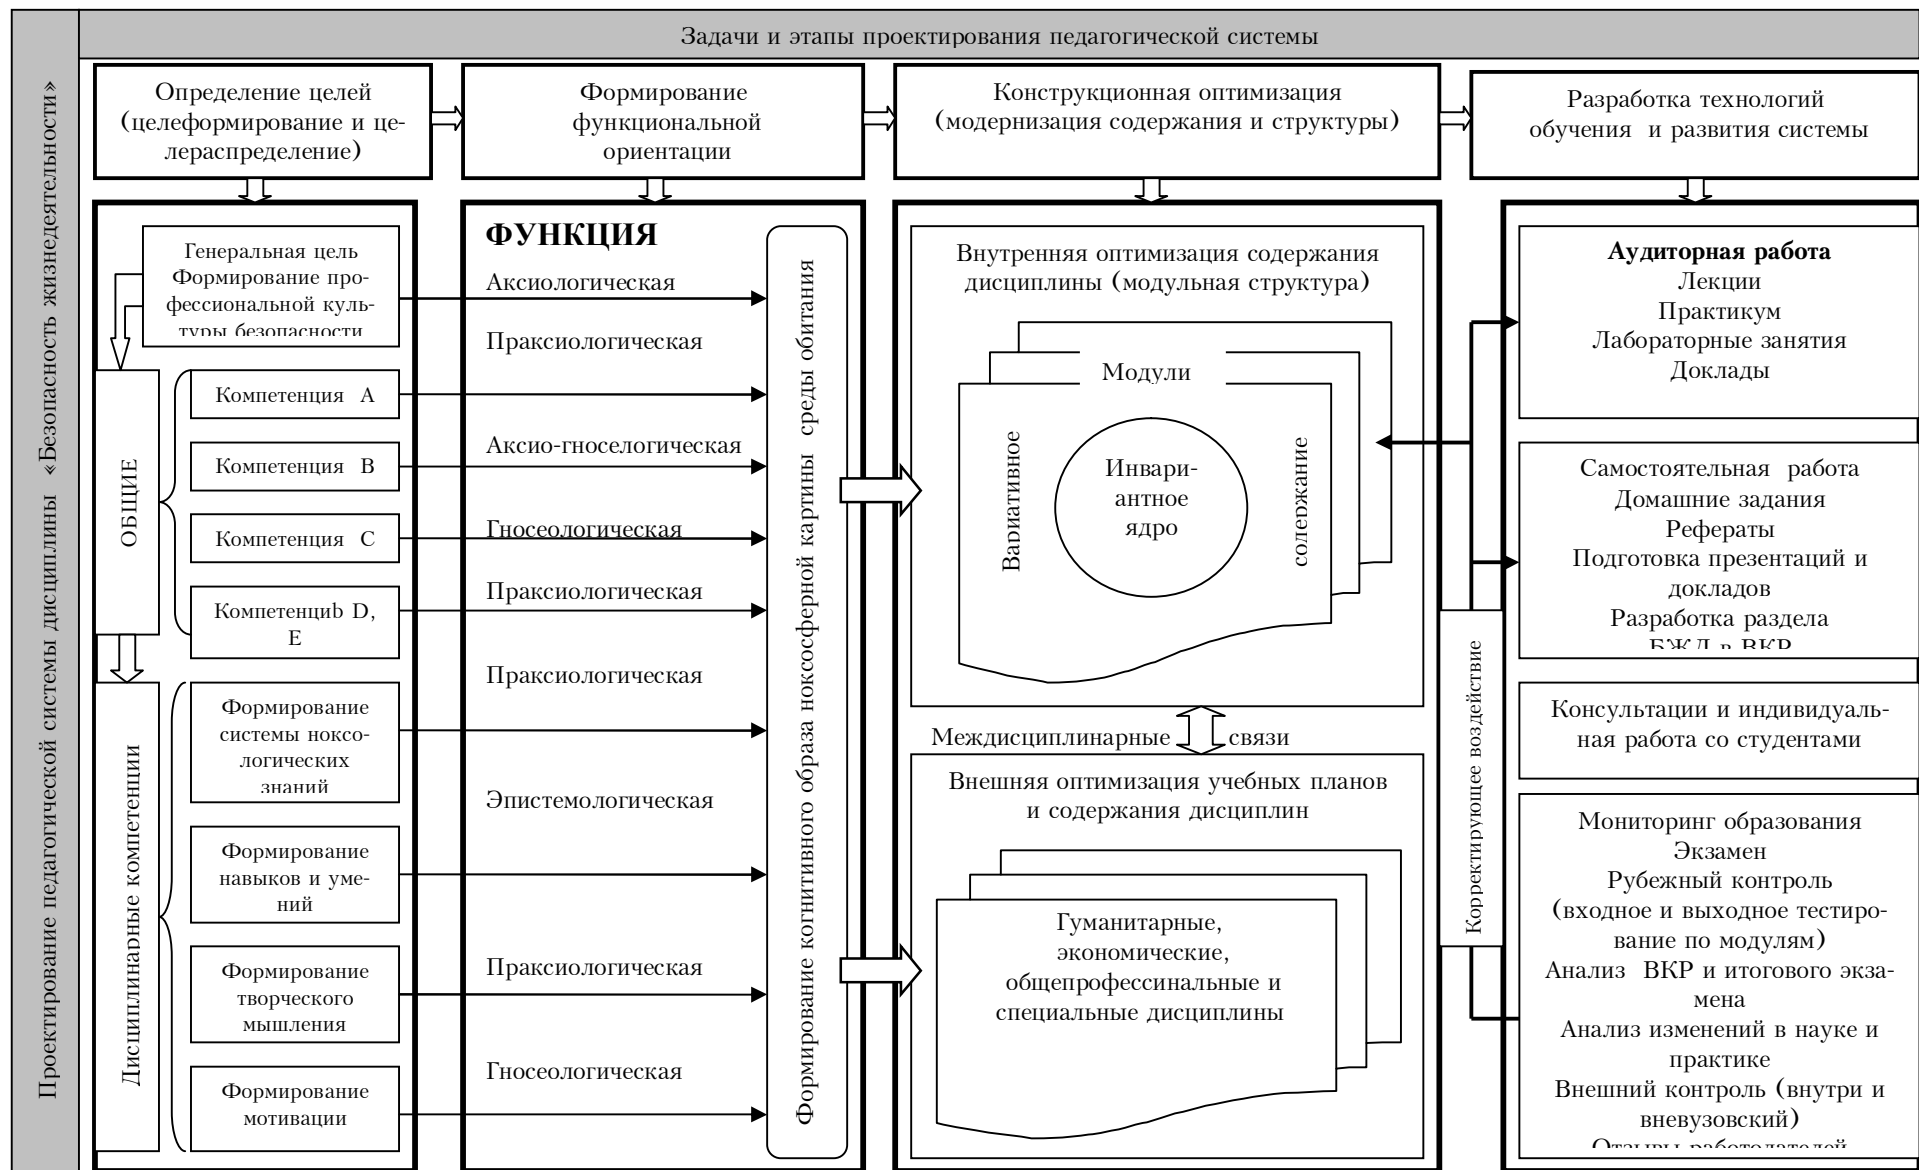 Задачи и этапы проектирования педагогической системы
Проектирование педагогической системы дисциплины «Безопасность жизнедеятельности»
Определение целей
(целеформирование и це-
лераспределение)
Формирование
функциональной
ориентации
Конструкционная оптимизация
(модернизация содержания и структуры)
Разработка технологий
обучения и развития системы
Генеральная цель
Формирование про-
фессиональной куль-
туры безопасности
ОБЩИЕ
Компетенция А
Компетенция В
Компетенция С
Компетенциb D,
E
Дисциплинарные компетенции
Формирование
системы ноксо-
логических
знаний
Формирование
навыков и уме-
ний
Формирование
творческого
мышления
Формирование
мотивации
ФУНКЦИЯ
Аксиологическая
Праксиологическая
Аксио-гноселогическая
Гносеологическая
Праксиологическая
Праксиологическая
Эпистемологическая
Праксиологическая
Гносеологическая
Формирование когнитивного образа ноксосферной картины среды обитания
Внутренняя оптимизация содержания
дисциплины (модульная структура)
Модули
Вариативное
Инвари-
антное
ядро
содержание
Междисциплинарные связи
Внешняя оптимизация учебных планов
и содержания дисциплин
Гуманитарные,
экономические,
общепрофессинальные и
специальные дисциплины
Корректирующее воздействие
Аудиторная работа
Лекции
Практикум
Лабораторные занятия
Доклады
Самостоятельная работа
Домашние задания
Рефераты
Подготовка презентаций и
докладов
Разработка раздела
БЖД в ВКР
Консультации и индивидуаль-
ная работа со студентами
Мониторинг образования
Экзамен
Рубежный контроль
(входное и выходное тестиро-
вание по модулям)
Анализ ВКР и итогового экза-
мена
Анализ изменений в науке и
практике
Внешний контроль (внутри и
вневузовский)
Отзывы работодателей